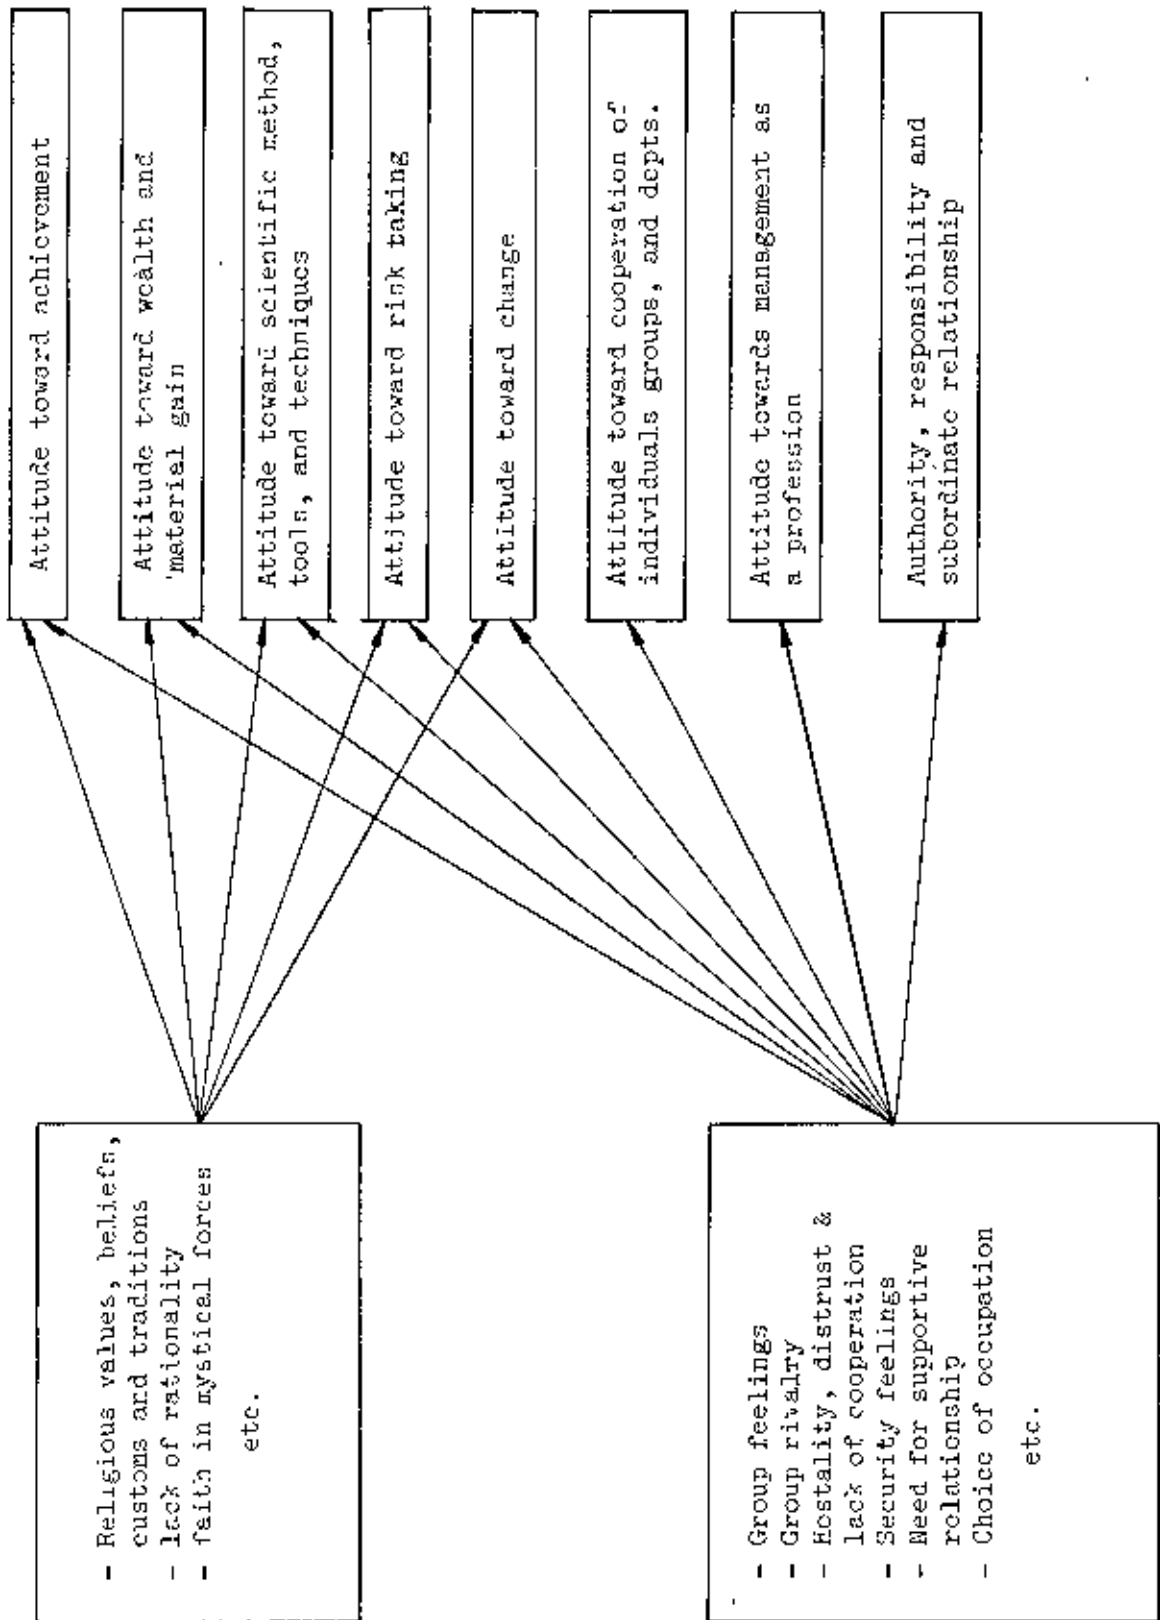 - Religious values, beliefs,
customs and traditions
- lack of rationality
- faith in mystical forces
etc.
- Group feelings
- Group rivalry
- Hostality, distrust &
lack of cooperation
- Security feelings
- Need for supportive
relationship
- Choice of occupation
etc.
Attitude toward achievement
Attitude toward wealth and
material gain
Attitude toward scientific method,
tools, and techniques
Attitude toward risk taking
Attitude toward change
Attitude toward cooperation of
individuals groups, and depts.
Attitude towards management as
a profession
Authority, responsibility and
subordinate relationship